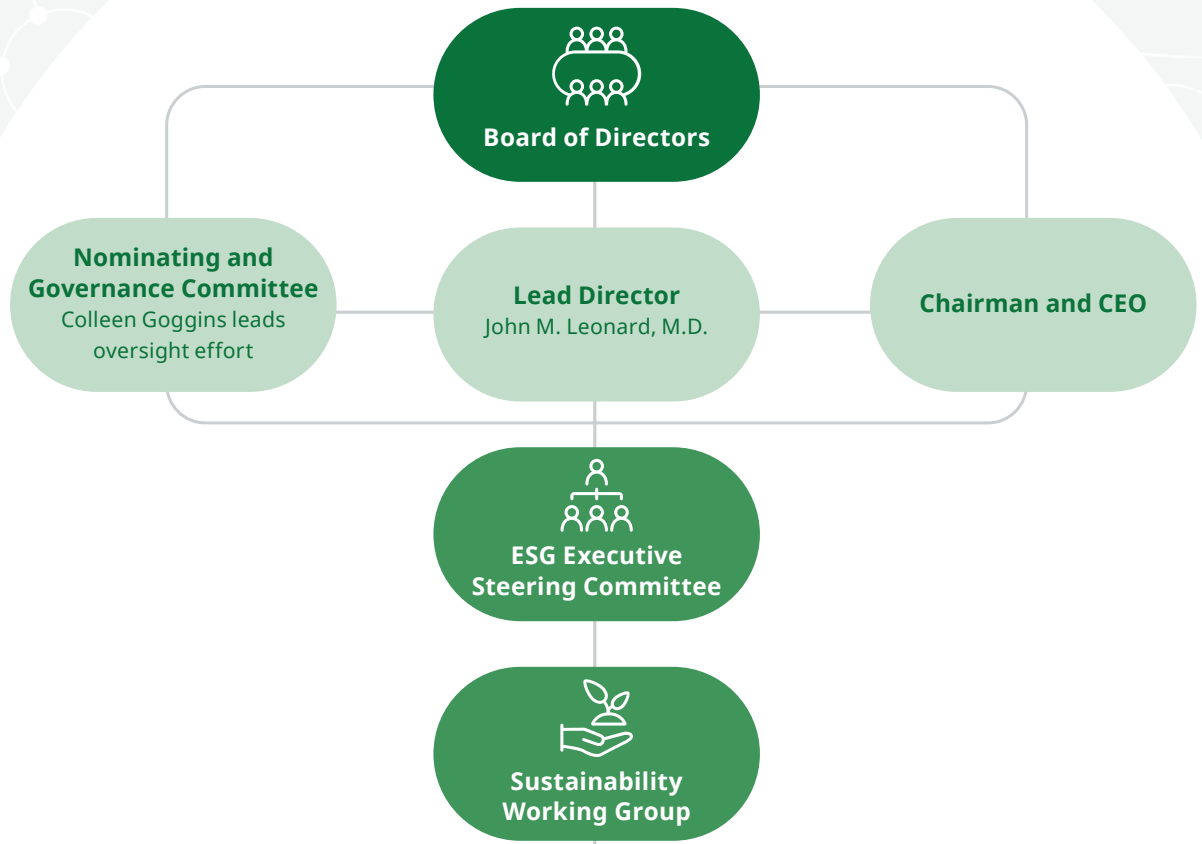 Board of Directors
Nominating and
Governance Committee
Colleen Goggins leads
oversight effort
Lead Director
John M. Leonard, M.D.
Chairman and CEO
ESG Executive
Steering Committee
Sustainability
Working Group